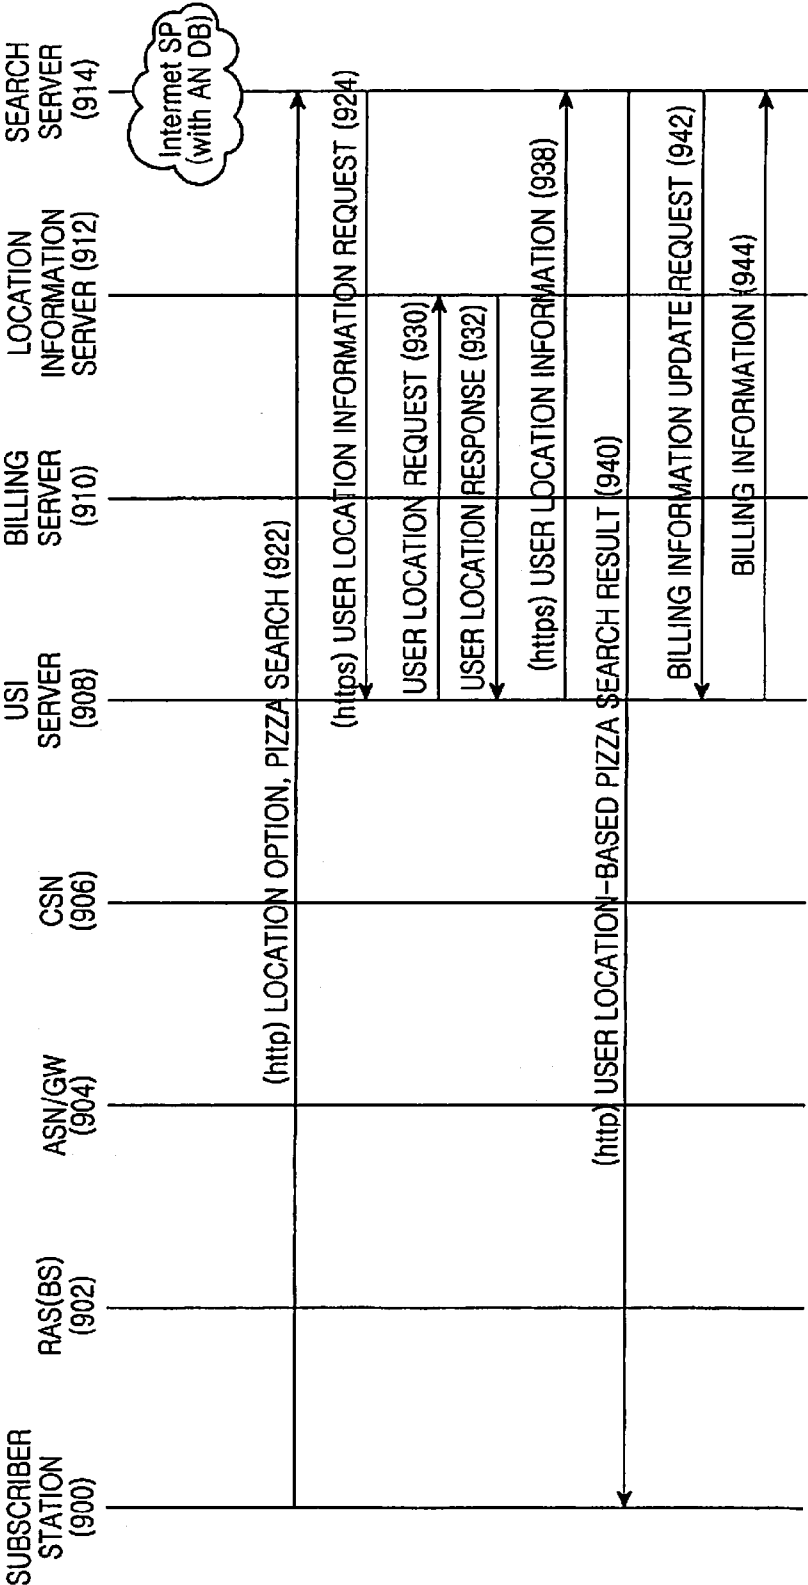 SUBSCRIBER
STATION
(900)
RAS(BS)
(902)
ASN/GW
(904)
CSN
(906)
USI
SERVER
(908)
BILLING
SERVER
(910)
LOCATION
INFORMATION
SERVER (912)
SEARCH
SERVER
(914)
Internet SP
(with AN DB)
(http) LOCATION OPTION, PIZZA SEARCH (922)
(https) USER LOCATION INFORMATION REQUEST (924)
USER LOCATION REQUEST (930)
USER LOCATION RESPONSE (932)
(https) USER LOCATION INFORMATION (938)
(http) USER LOCATION-BASED PIZZA SEARCH RESULT (940)
BILLING INFORMATION UPDATE REQUEST (942)
BILLING INFORMATION (944)